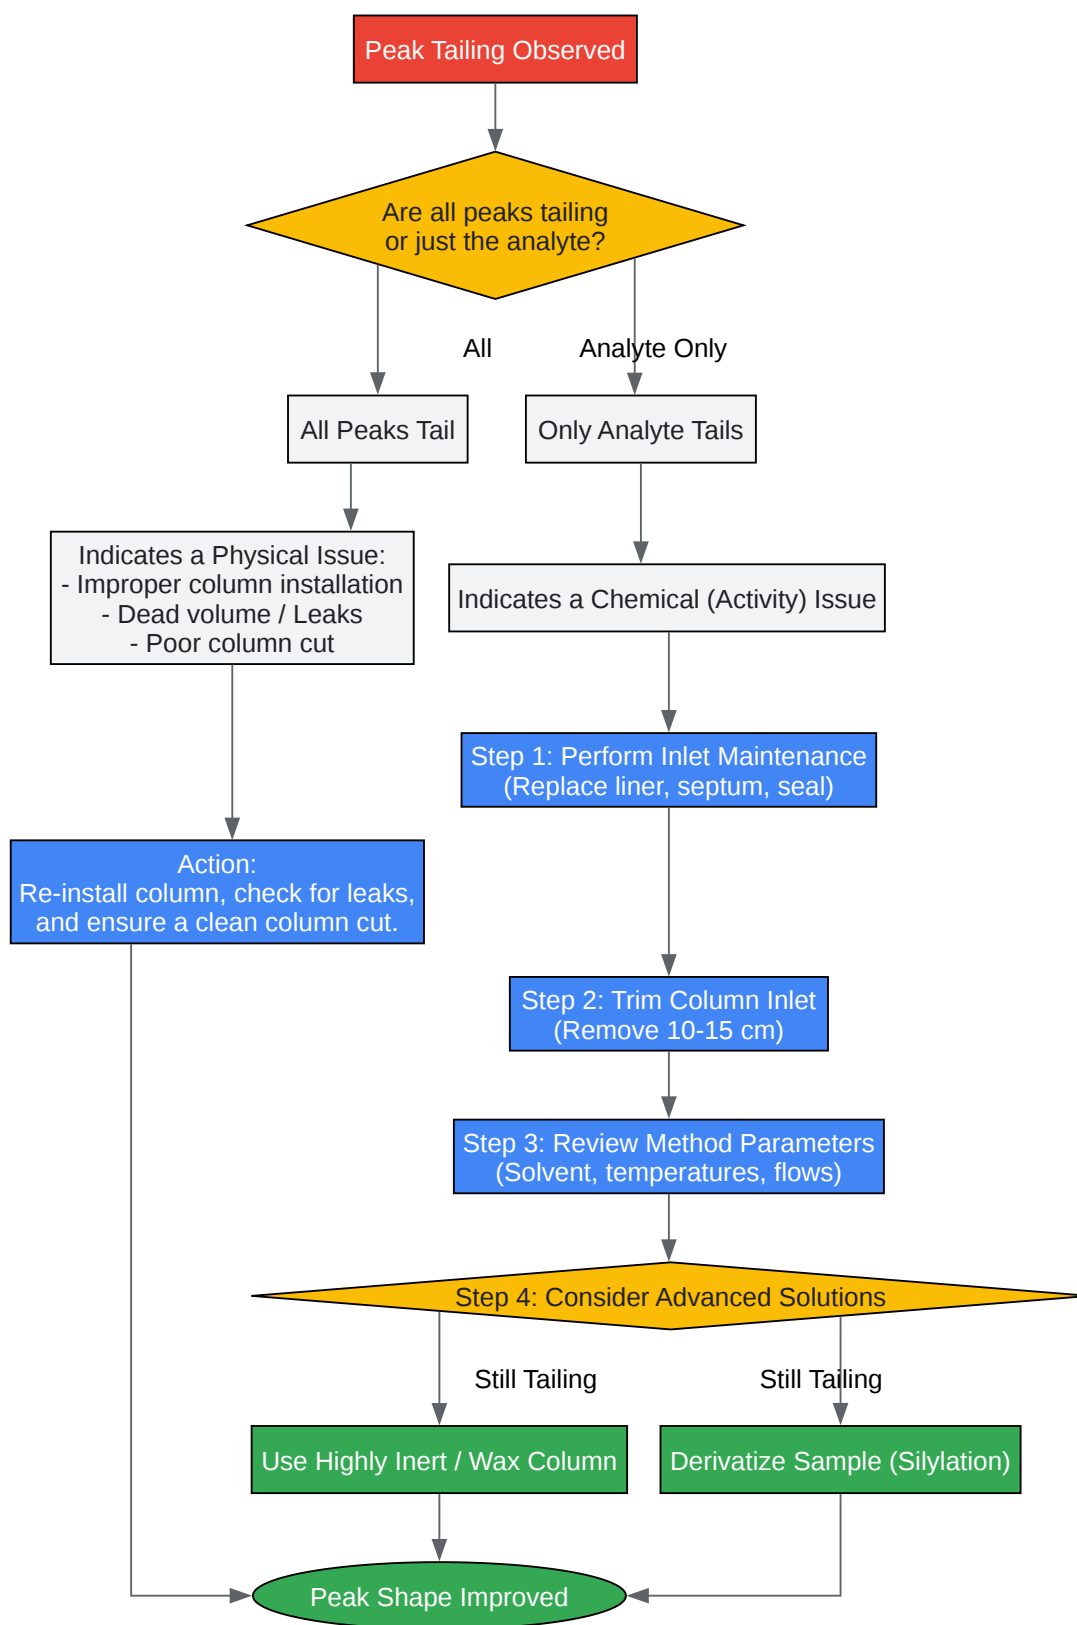 Peak Tailing Observed
Are all peaks tailing
or just the analyte?
All
Analyte Only
All Peaks Tail
Only Analyte Tails
Indicates a Physical Issue:
- Improper column installation
- Dead volume / Leaks
- Poor column cut
Indicates a Chemical (Activity) Issue
Step 1: Perform Inlet Maintenance
(Replace liner, septum, seal)
Action:
Re-install column, check for leaks,
and ensure a clean column cut.
Step 2: Trim Column Inlet
(Remove 10-15 cm)
Step 3: Review Method Parameters
(Solvent, temperatures, flows)
Step 4: Consider Advanced Solutions
Still Tailing
Still Tailing
Use Highly Inert / Wax Column
Derivatize Sample (Silylation)
Peak Shape Improved